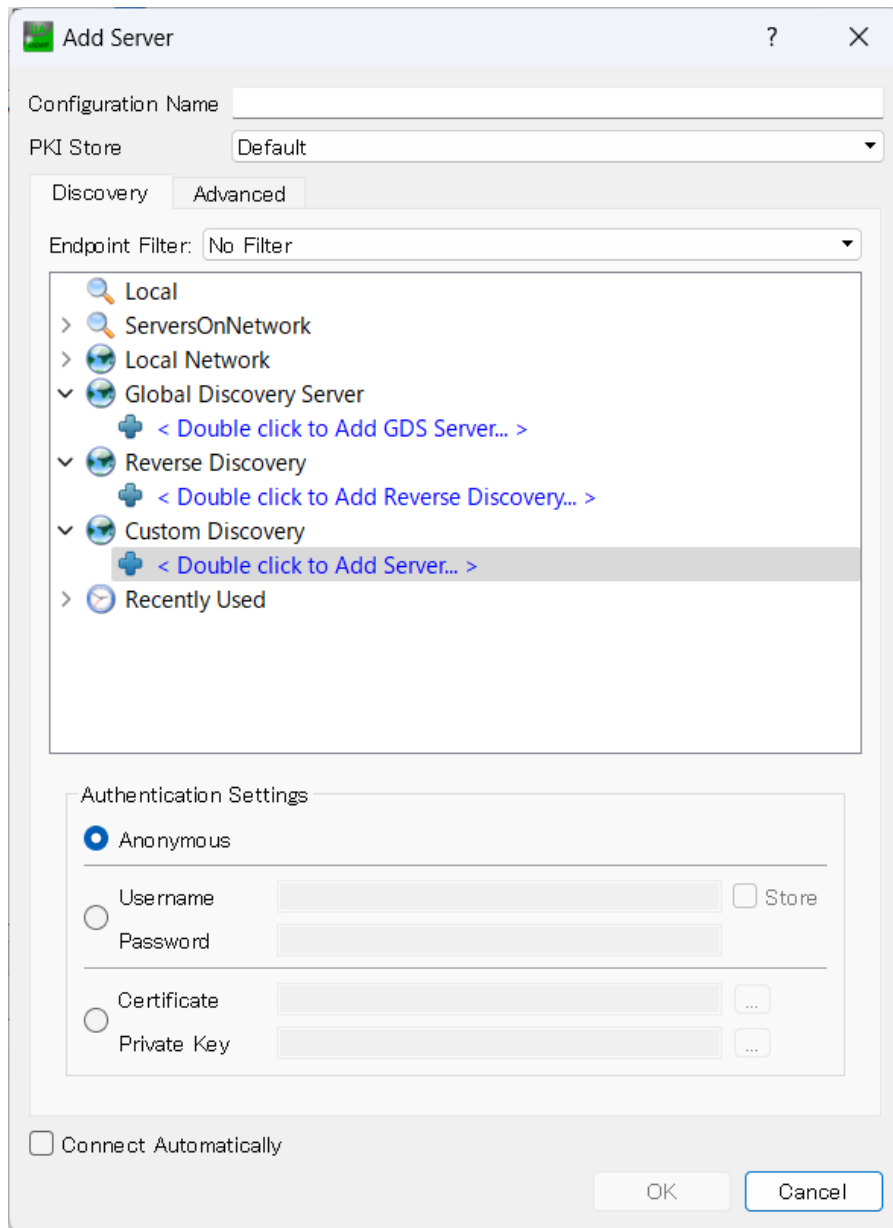 Add Server
Configuration Name
PKI Store Default
Discovery Advanced
Endpoint Filter: No Filter
Local
ServersOnNetwork
Local Network
Global Discovery Server
< Double click to Add GDS Server... >
Reverse Discovery
< Double click to Add Reverse Discovery... >
Custom Discovery
< Double click to Add Server... >
Recently Used
Authentication Settings
Anonymous
Username Store
Password
Certificate ...
Private Key ...
Connect Automatically
OK Cancel